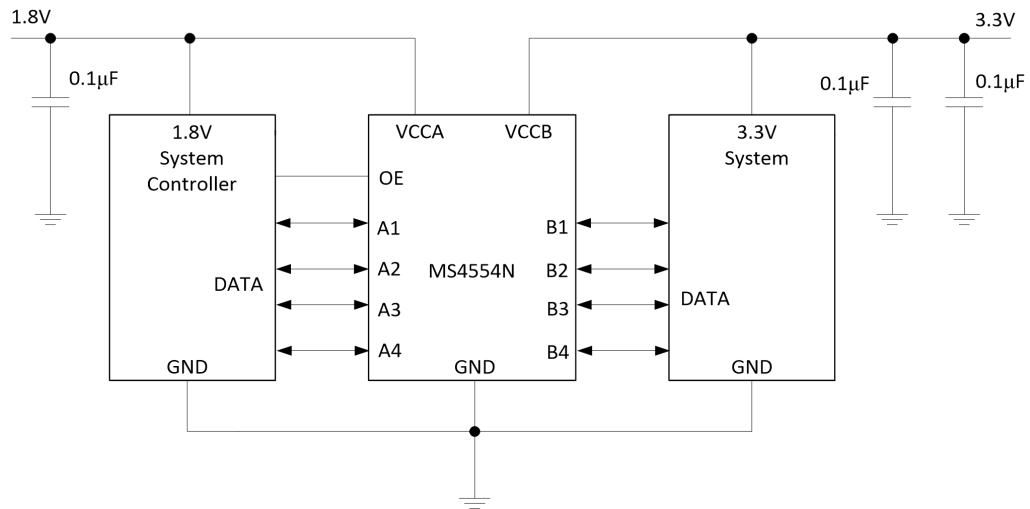 1.8V
3.3V
0.1μF
0.1μF
0.1μF
1.8V
System
Controller
DATA
GND
VCCA
VCCB
OE
A1
A2
A3
A4
MS4554N
B1
B2
B3
B4
GND
3.3V
System
DATA
GND